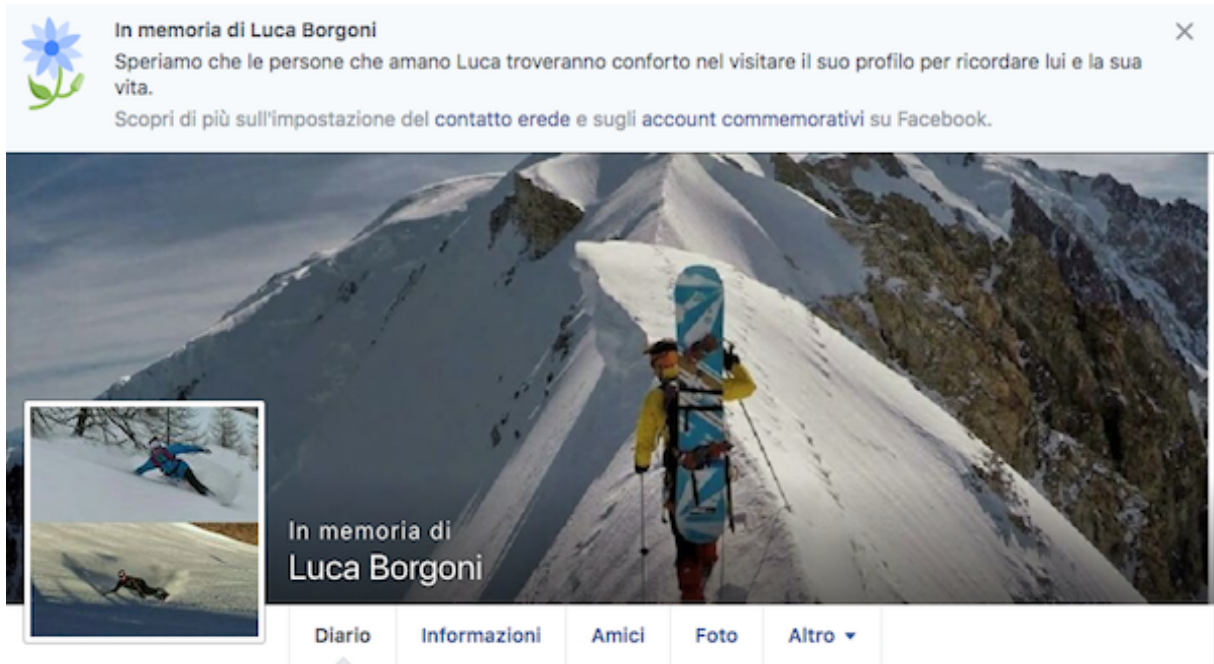 In memoria di Luca Borgoni
Speriamo che le persone che amano Luca troveranno conforto nel visitare il suo profilo per ricordare lui e la sua
vita.
Scopri di più sull'impostazione del contatto erede e sugli account commemorativi su Facebook.
In memoria di
Luca Borgoni
Diario Informazioni Amici Foto Altro